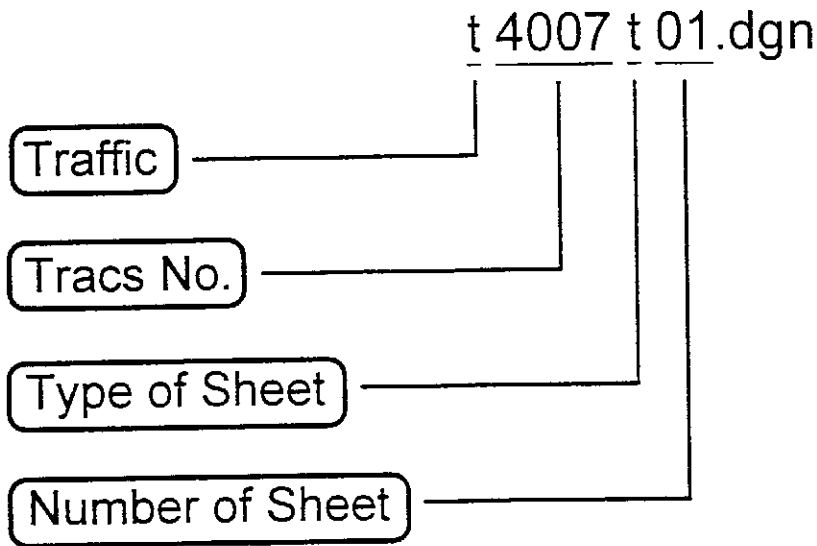 t 4007 t 01.dgn
Traffic
Tracs No.
Type of Sheet
Number of Sheet